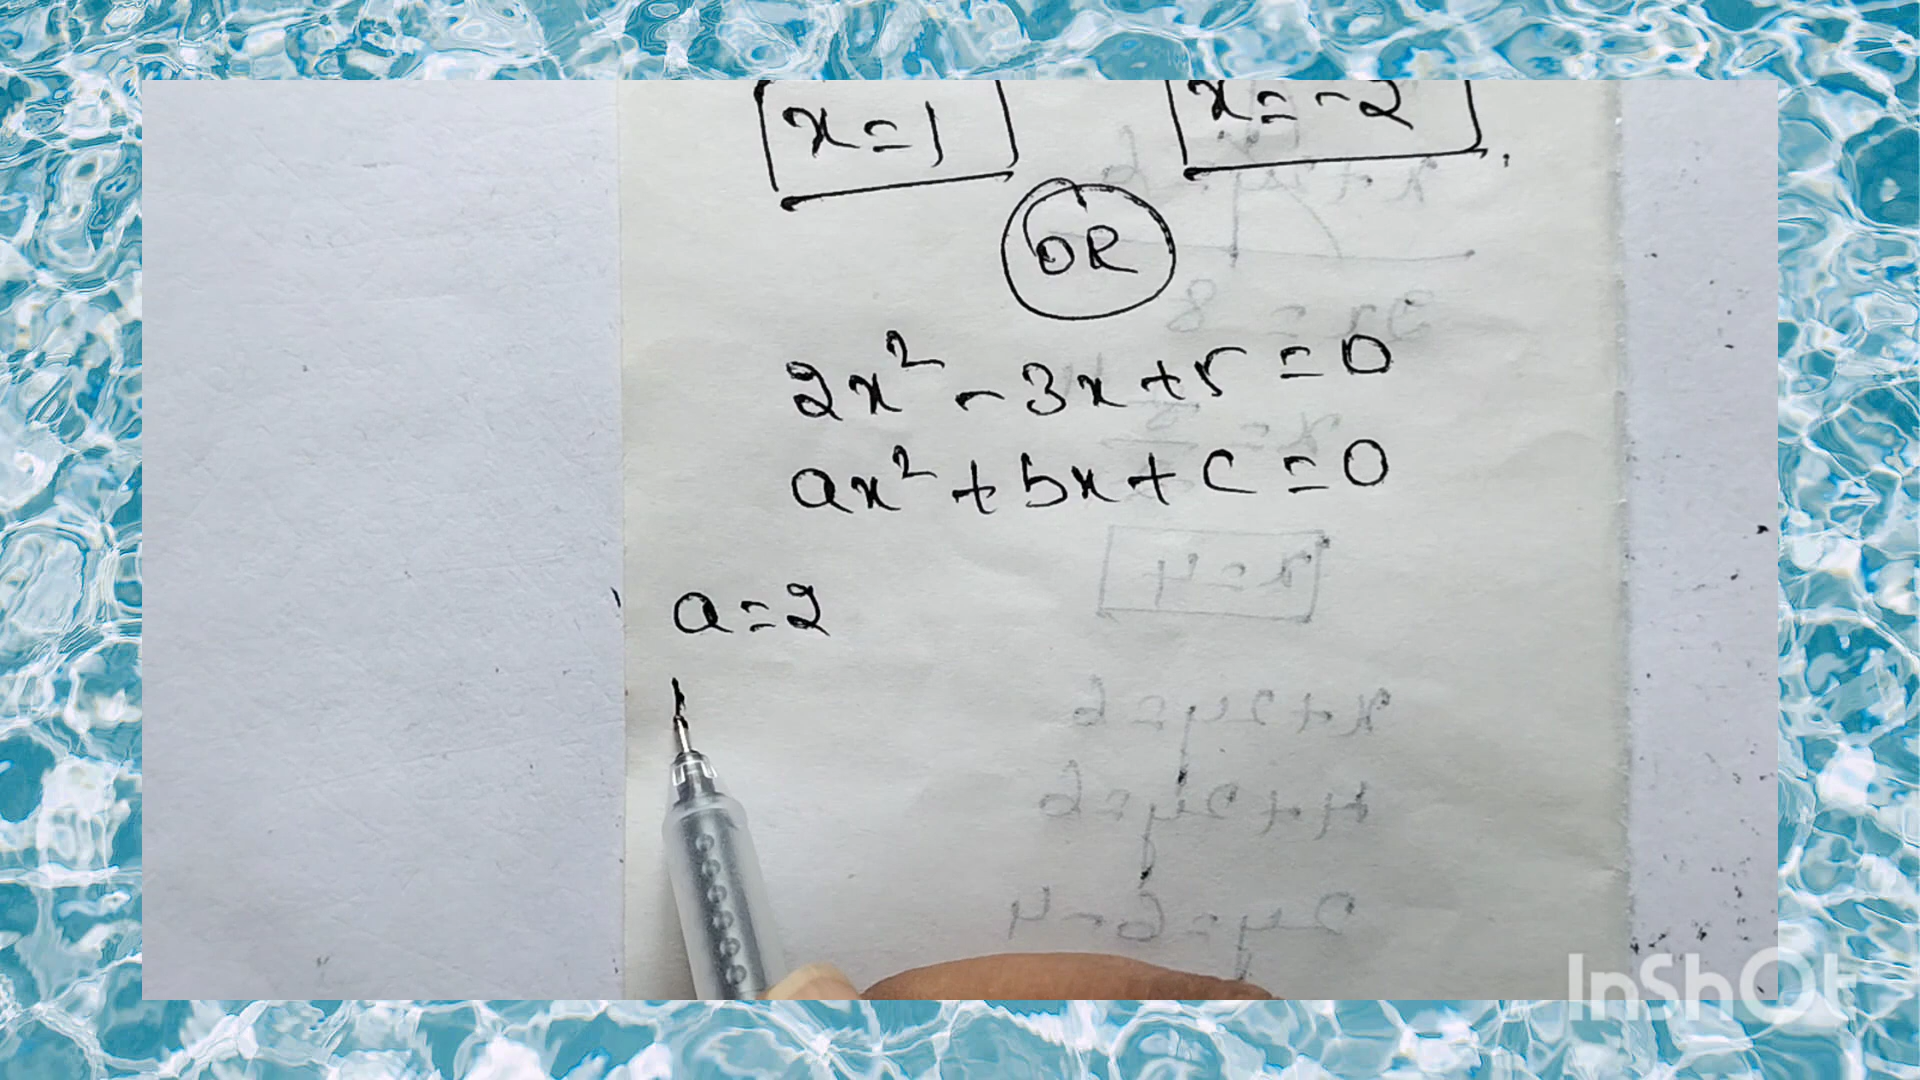 x=1 x=-2
OR
2x² - 3x + 5 = 0
ax² + bx + c = 0
a=2
InShOt